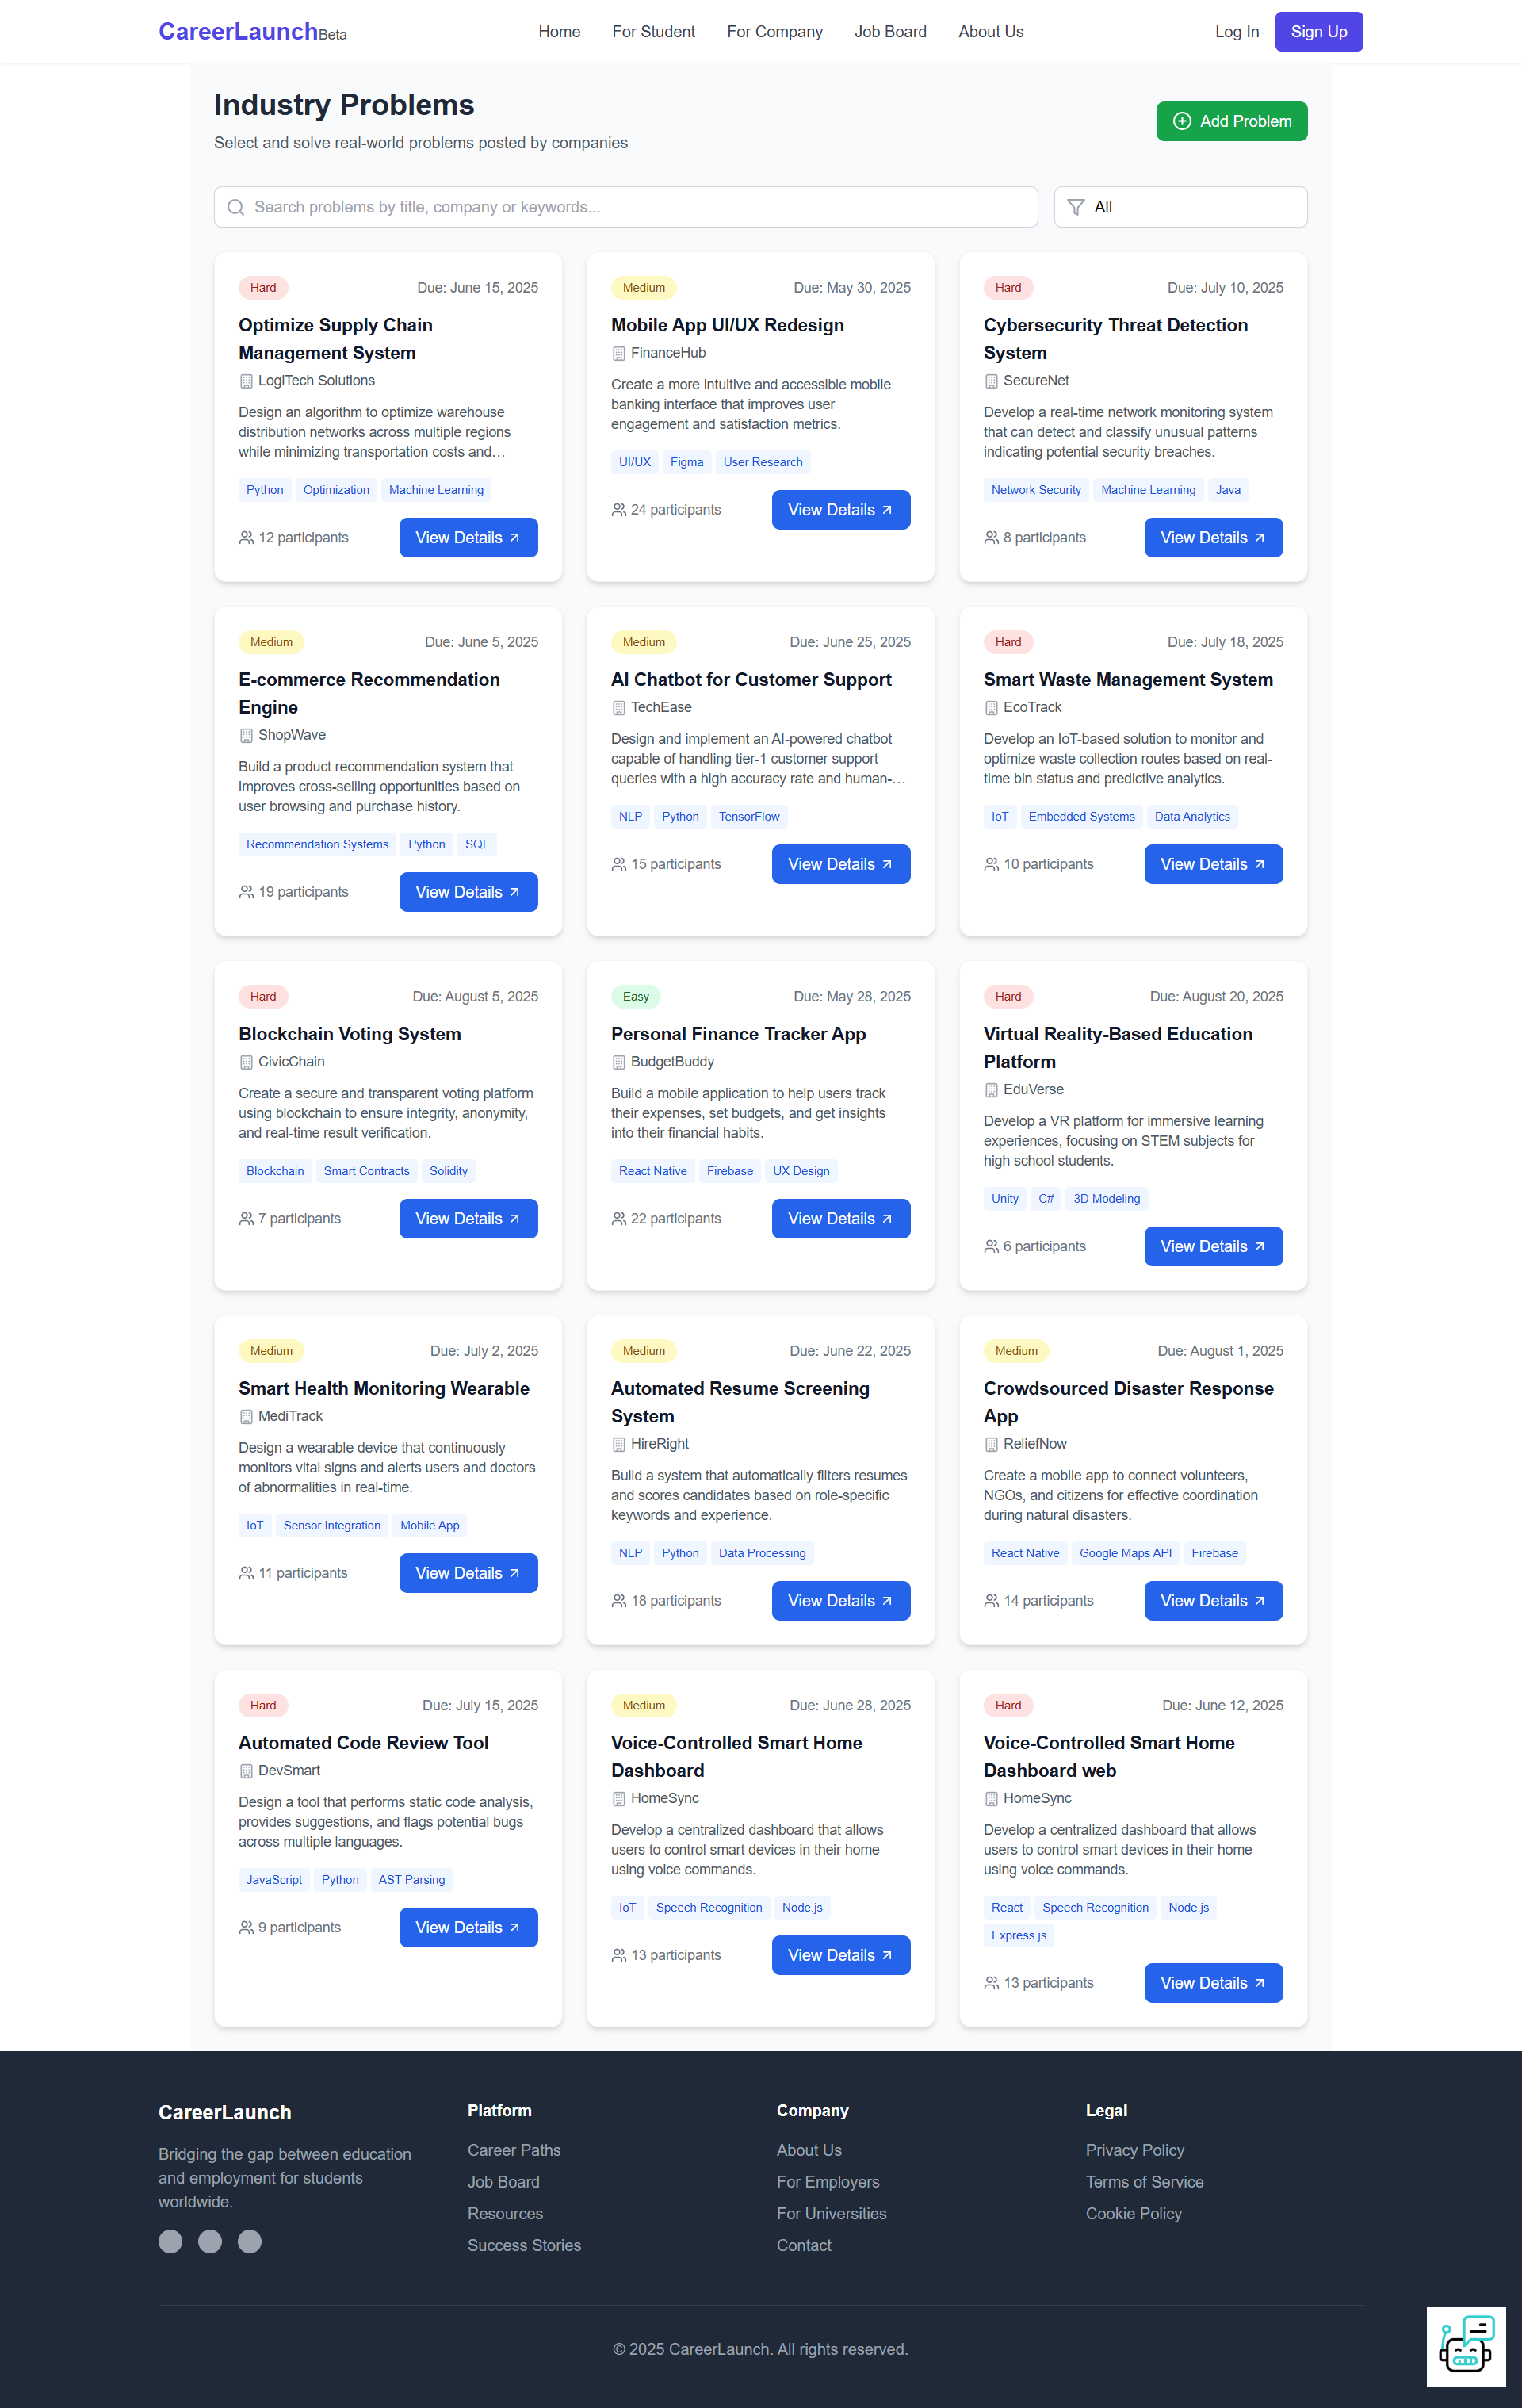 CareerLaunchBeta
Home
For Student
For Company
Job Board
About Us
Log In
Sign Up
Industry Problems
Select and solve real-world problems posted by companies
Add Problem
Search problems by title, company or keywords...
All
Hard
Due: June 15, 2025
Optimize Supply Chain
Management System
LogiTech Solutions
Design an algorithm to optimize warehouse
distribution networks across multiple regions
while minimizing transportation costs and…
Python
Optimization
Machine Learning
12 participants
View Details
Medium
Due: May 30, 2025
Mobile App UI/UX Redesign
FinanceHub
Create a more intuitive and accessible mobile
banking interface that improves user
engagement and satisfaction metrics.
UI/UX
Figma
User Research
24 participants
View Details
Hard
Due: July 10, 2025
Cybersecurity Threat Detection
System
SecureNet
Develop a real-time network monitoring system
that can detect and classify unusual patterns
indicating potential security breaches.
Network Security
Machine Learning
Java
8 participants
View Details
Medium
Due: June 5, 2025
E-commerce Recommendation
Engine
ShopWave
Build a product recommendation system that
improves cross-selling opportunities based on
user browsing and purchase history.
Recommendation Systems
Python
SQL
19 participants
View Details
Medium
Due: June 25, 2025
AI Chatbot for Customer Support
TechEase
Design and implement an AI-powered chatbot
capable of handling tier-1 customer support
queries with a high accuracy rate and human-…
NLP
Python
TensorFlow
15 participants
View Details
Hard
Due: July 18, 2025
Smart Waste Management System
EcoTrack
Develop an IoT-based solution to monitor and
optimize waste collection routes based on real-
time bin status and predictive analytics.
IoT
Embedded Systems
Data Analytics
10 participants
View Details
Hard
Due: August 5, 2025
Blockchain Voting System
CivicChain
Create a secure and transparent voting platform
using blockchain to ensure integrity, anonymity,
and real-time result verification.
Blockchain
Smart Contracts
Solidity
7 participants
View Details
Easy
Due: May 28, 2025
Personal Finance Tracker App
BudgetBuddy
Build a mobile application to help users track
their expenses, set budgets, and get insights
into their financial habits.
React Native
Firebase
UX Design
22 participants
View Details
Hard
Due: August 20, 2025
Virtual Reality-Based Education
Platform
EduVerse
Develop a VR platform for immersive learning
experiences, focusing on STEM subjects for
high school students.
Unity
C#
3D Modeling
6 participants
View Details
Medium
Due: July 2, 2025
Smart Health Monitoring Wearable
MediTrack
Design a wearable device that continuously
monitors vital signs and alerts users and doctors
of abnormalities in real-time.
IoT
Sensor Integration
Mobile App
11 participants
View Details
Medium
Due: June 22, 2025
Automated Resume Screening
System
HireRight
Build a system that automatically filters resumes
and scores candidates based on role-specific
keywords and experience.
NLP
Python
Data Processing
18 participants
View Details
Medium
Due: August 1, 2025
Crowdsourced Disaster Response
App
ReliefNow
Create a mobile app to connect volunteers,
NGOs, and citizens for effective coordination
during natural disasters.
React Native
Google Maps API
Firebase
14 participants
View Details
Hard
Due: July 15, 2025
Automated Code Review Tool
DevSmart
Design a tool that performs static code analysis,
provides suggestions, and flags potential bugs
across multiple languages.
JavaScript
Python
AST Parsing
9 participants
View Details
Medium
Due: June 28, 2025
Voice-Controlled Smart Home
Dashboard
HomeSync
Develop a centralized dashboard that allows
users to control smart devices in their home
using voice commands.
IoT
Speech Recognition
Node.js
13 participants
View Details
Hard
Due: June 12, 2025
Voice-Controlled Smart Home
Dashboard web
HomeSync
Develop a centralized dashboard that allows
users to control smart devices in their home
using voice commands.
React
Speech Recognition
Node.js
Express.js
13 participants
View Details
CareerLaunch
Bridging the gap between education
and employment for students
worldwide.
Platform
Career Paths
Job Board
Resources
Success Stories
Company
About Us
For Employers
For Universities
Contact
Legal
Privacy Policy
Terms of Service
Cookie Policy
© 2025 CareerLaunch. All rights reserved.